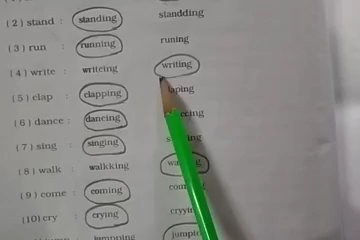 (2) stand : standing standding
(3) run : running runing
(4) write : writeing writing
(5) clap : clapping
(6) dance : dancing
(7) sing : singing
(8) walk : walkking
(9) come : coming
(10) cry : crying
jumping